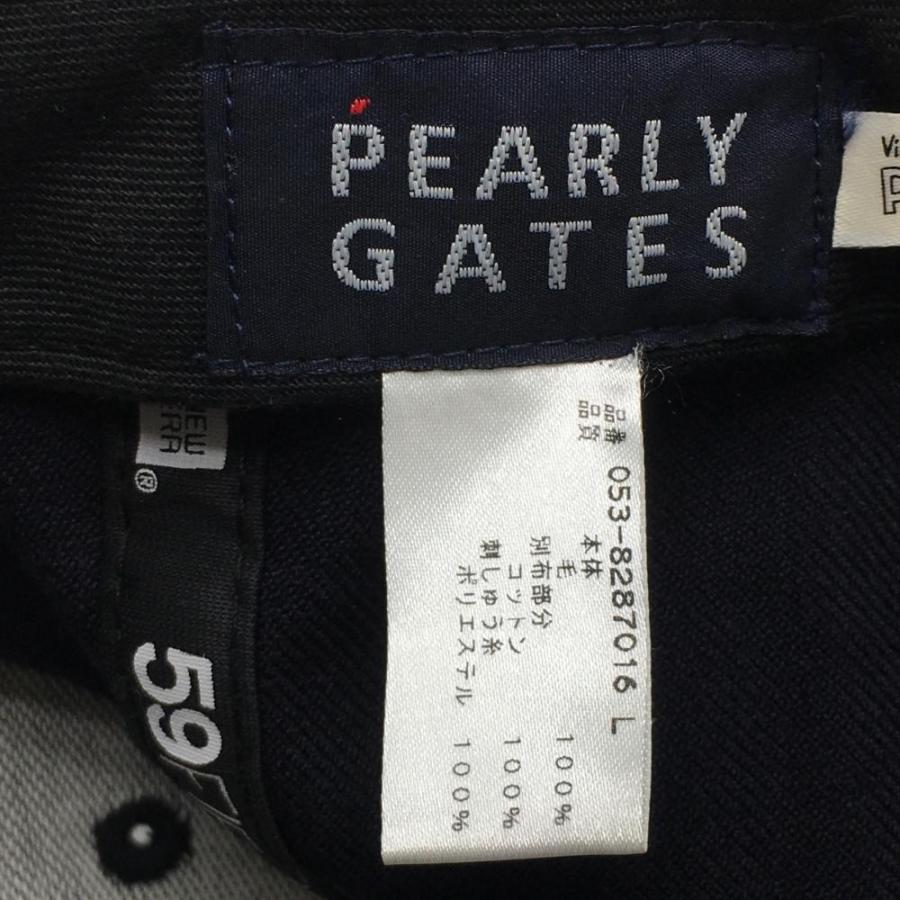 PEARLY
GATES
Vi
P
品番 053-8287016 L
品質
本体
毛 100%
別布部分
コットン 100%
刺しゅう糸
ポリエステル 100%
NEW
ERA
®
59